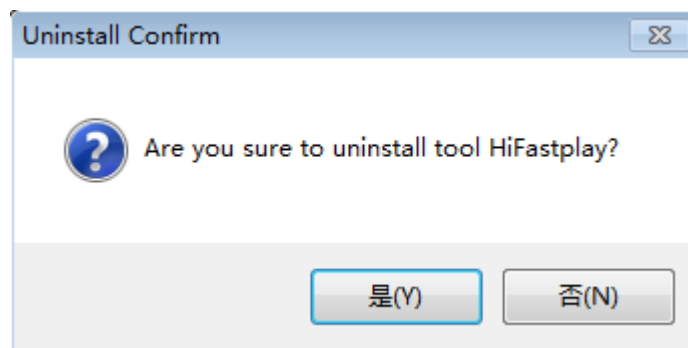 Uninstall Confirm
Are you sure to uninstall tool HiFastplay?
是(Y)
否(N)